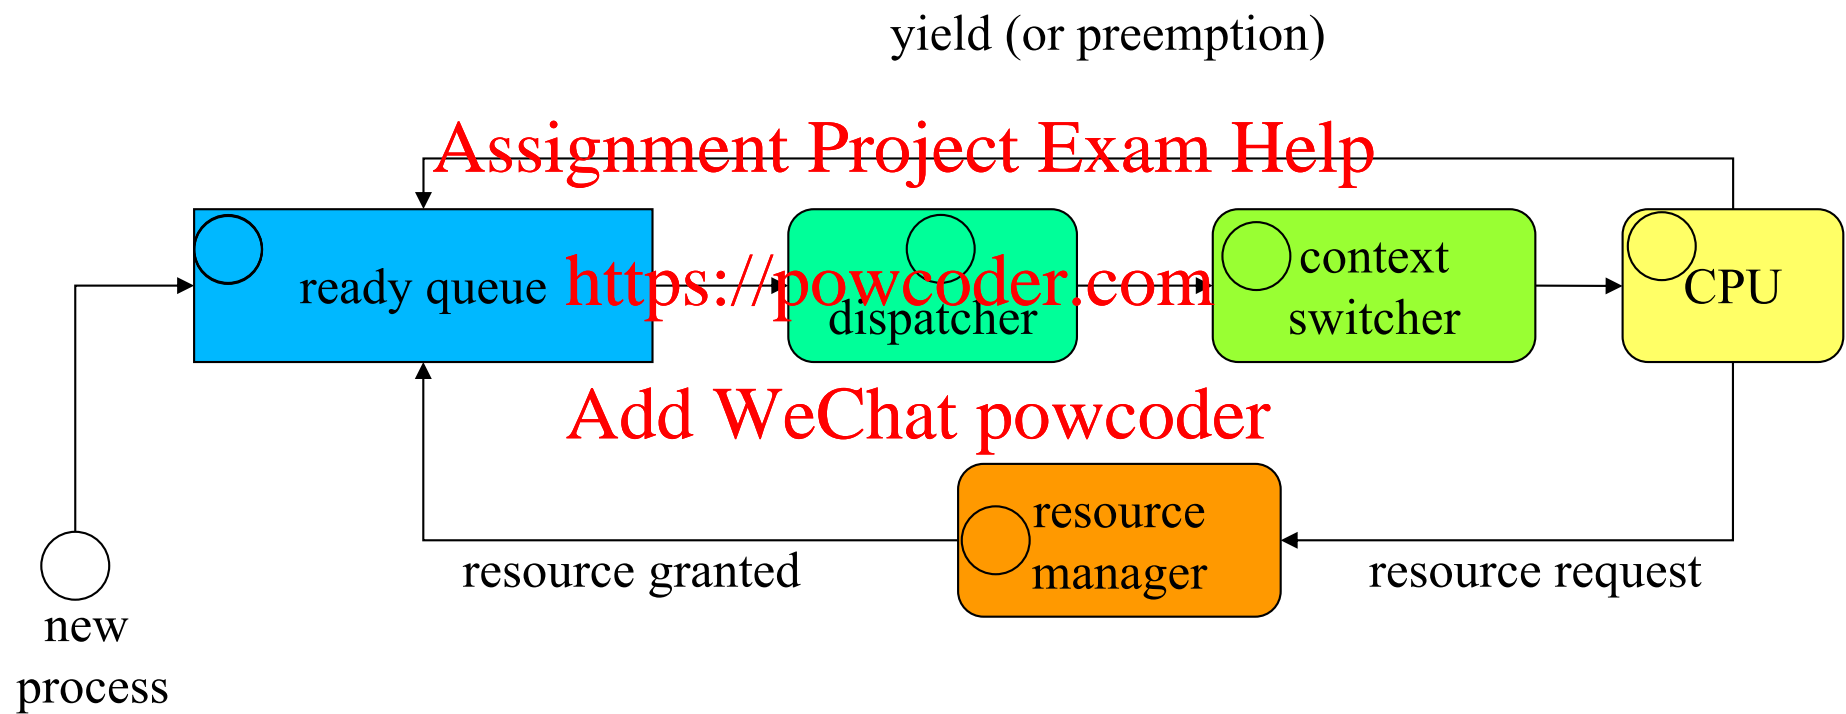 yield (or preemption)
Assignment Project Exam Help
ready queue
https://powcoder.com
dispatcher
context
switcher
CPU
Add WeChat powcoder
resource
manager
resource granted
resource request
new
process